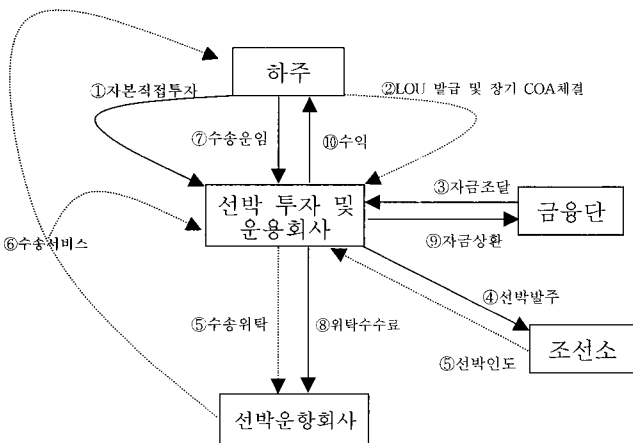 하주
①자본직접투자
②LOU 발급 및 장기 COA체결
⑦수송운임
⑩수익
③자금조달
선박 투자 및
운용회사
금융단
⑥수송서비스
⑨자금상환
④선박발주
⑤수송위탁
⑧위탁수수료
⑤선박인도
조선소
선박운항회사